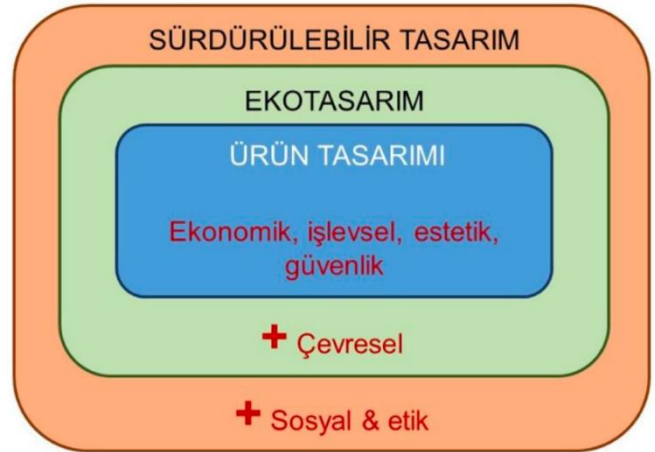 SÜRDÜRÜLEBİLİR TASARIM
EKOTASARIM
ÜRÜN TASARIMI
Ekonomik, işlevsel, estetik,
güvenlik
+ Çevresel
+ Sosyal & etik